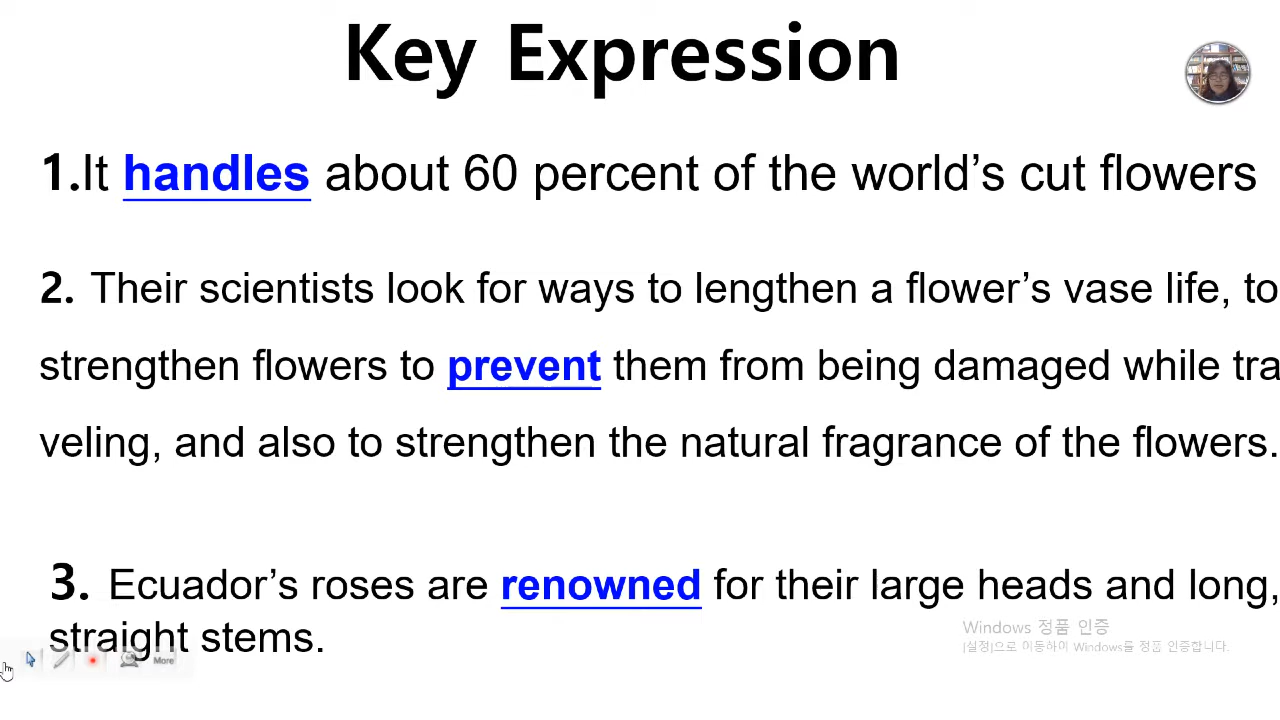 Key Expression
1.It handles about 60 percent of the world's cut flowers
2. Their scientists look for ways to lengthen a flower's vase life, to
strengthen flowers to prevent them from being damaged while tra
veling, and also to strengthen the natural fragrance of the flowers.
3. Ecuador's roses are renowned for their large heads and long,
straight stems.
Windows 정품 인증
[설정]으로 이동하여 Windows를 정품 인증합니다.
More